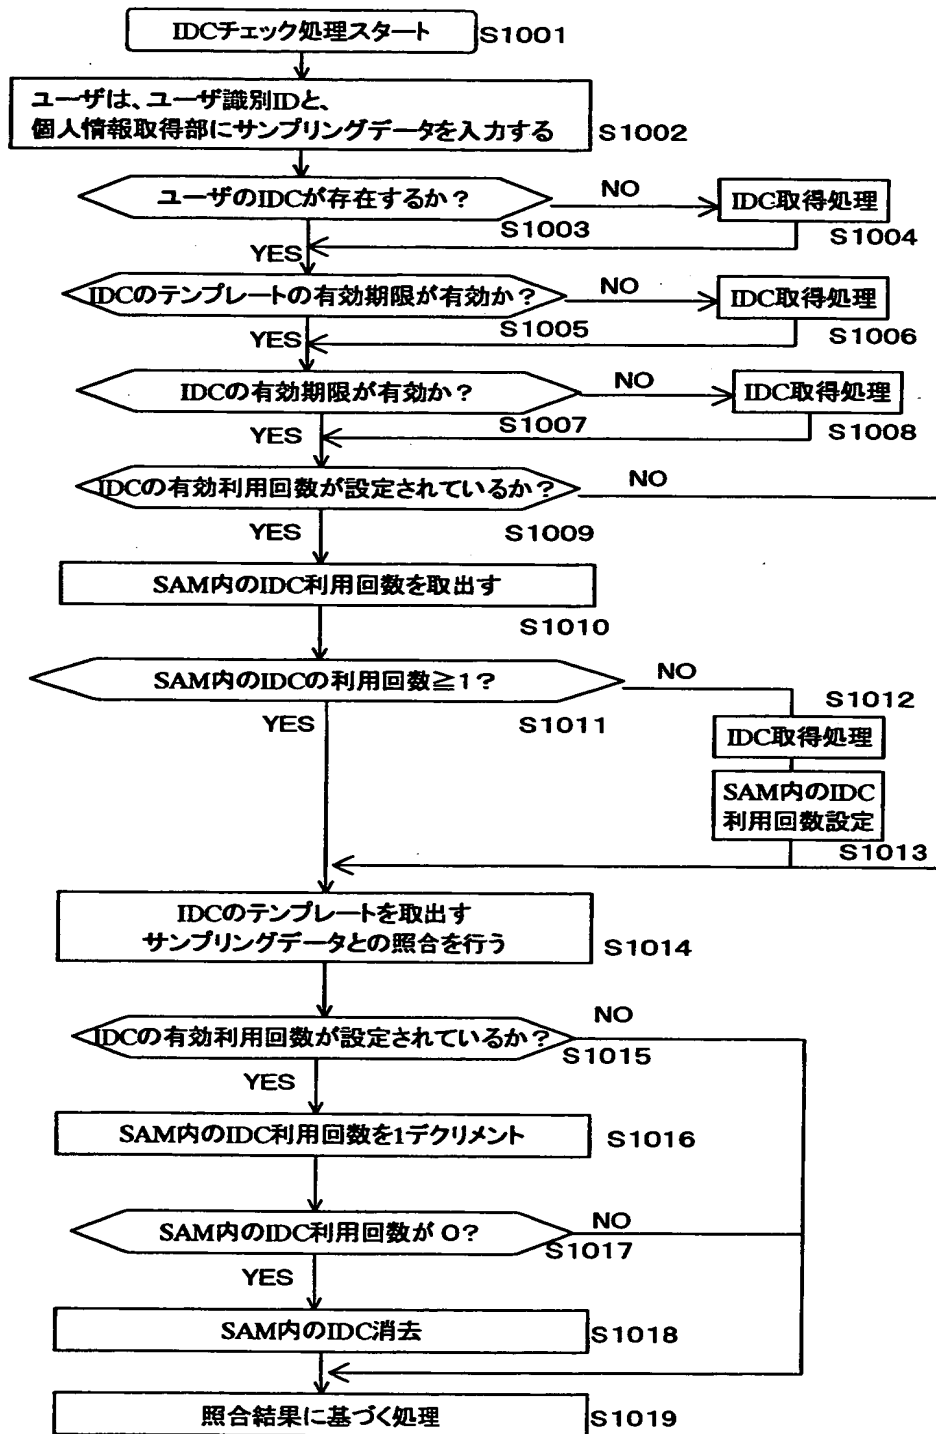 IDCチェック処理スタート
S1001
ユーザは、ユーザ識別IDと、
個人情報取得部にサンプリングデータを入力する
S1002
ユーザのIDCが存在するか?
NO
IDC取得処理
S1003
S1004
YES
IDCのテンプレートの有効期限が有効か?
NO
IDC取得処理
S1005
S1006
YES
IDCの有効期限が有効か?
NO
IDC取得処理
S1007
S1008
YES
IDCの有効利用回数が設定されているか?
NO
YES
S1009
SAM内のIDC利用回数を取出す
S1010
SAM内のIDCの利用回数≧1?
NO
S1012
YES
S1011
IDC取得処理
SAM内のIDC
利用回数設定
S1013
IDCのテンプレートを取出す
サンプリングデータとの照合を行う
S1014
IDCの有効利用回数が設定されているか?
NO
S1015
YES
SAM内のIDC利用回数を1デクリメント
S1016
SAM内のIDC利用回数が 0?
NO
S1017
YES
SAM内のIDC消去
S1018
照合結果に基づく処理
S1019